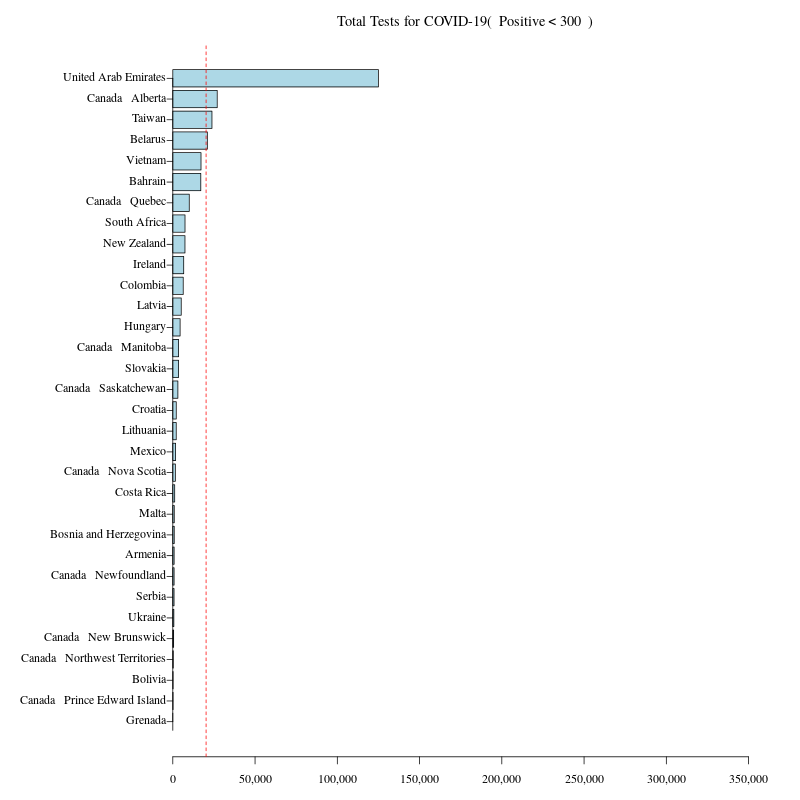 Total Tests for COVID-19( Positive < 300 )
United Arab Emirates
Canada Alberta
Taiwan
Belarus
Vietnam
Bahrain
Canada Quebec
South Africa
New Zealand
Ireland
Colombia
Latvia
Hungary
Canada Manitoba
Slovakia
Canada Saskatchewan
Croatia
Lithuania
Mexico
Canada Nova Scotia
Costa Rica
Malta
Bosnia and Herzegovina
Armenia
Canada Newfoundland
Serbia
Ukraine
Canada New Brunswick
Canada Northwest Territories
Bolivia
Canada Prince Edward Island
Grenada
0 50,000 100,000 150,000 200,000 250,000 300,000 350,000